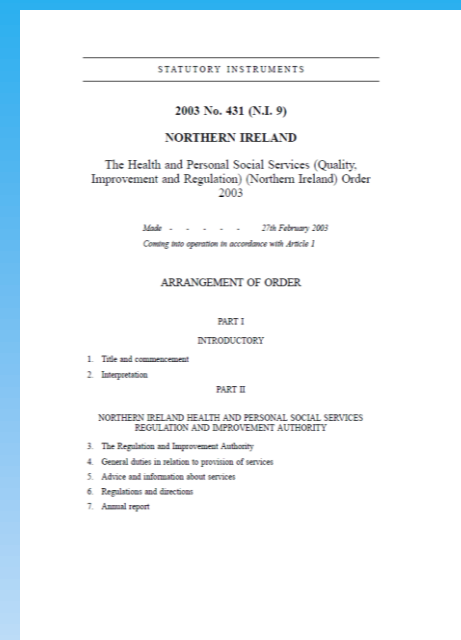 STATUTORY INSTRUMENTS
2003 No. 431 (N.I. 9)
NORTHERN IRELAND
The Health and Personal Social Services (Quality,
Improvement and Regulation) (Northern Ireland) Order
2003
Made - - - - - 27th February 2003
Coming into operation in accordance with Article 1
ARRANGEMENT OF ORDER
PART I
INTRODUCTORY
1. Title and commencement
2. Interpretation
PART II
NORTHERN IRELAND HEALTH AND PERSONAL SOCIAL SERVICES
REGULATION AND IMPROVEMENT AUTHORITY
3. The Regulation and Improvement Authority
4. General duties in relation to provision of services
5. Advice and information about services
6. Regulations and directions
7. Annual report